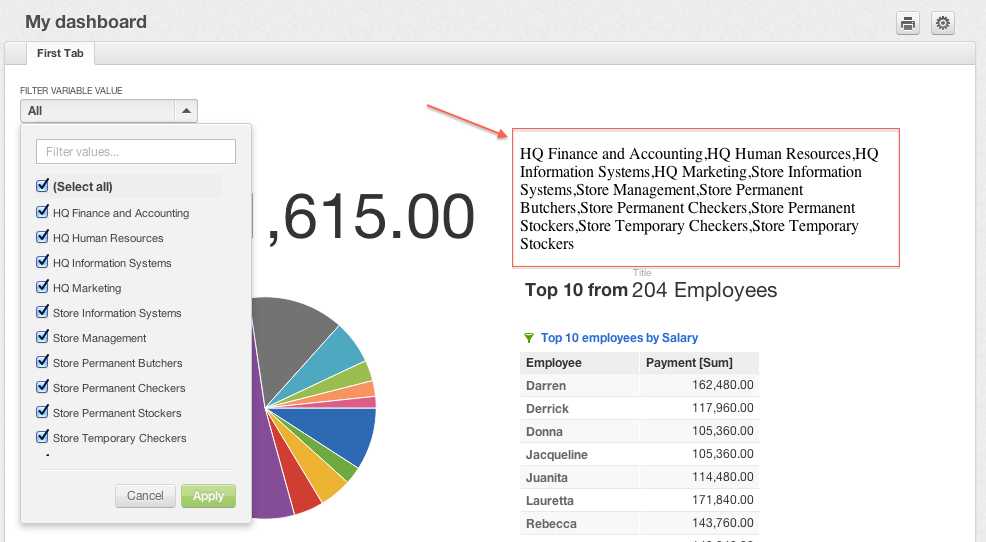 My dashboard
First Tab
FILTER VARIABLE VALUE
All
Filter values...
(Select all)
HQ Finance and Accounting
HQ Human Resources
HQ Information Systems
HQ Marketing
Store Information Systems
Store Management
Store Permanent Butchers
Store Permanent Checkers
Store Permanent Stockers
Store Temporary Checkers
Cancel
Apply
,615.00
HQ Finance and Accounting,HQ Human Resources,HQ
Information Systems,HQ Marketing,Store Information
Systems,Store Management,Store Permanent
Butchers,Store Permanent Checkers,Store Permanent
Stockers,Store Temporary Checkers,Store Temporary
Stockers
Title
Top 10 from 204 Employees
Top 10 employees by Salary
Employee Payment [Sum]
Darren 162,480.00
Derrick 117,960.00
Donna 105,360.00
Jacqueline 105,360.00
Juanita 114,480.00
Lauretta 171,840.00
Rebecca 143,760.00